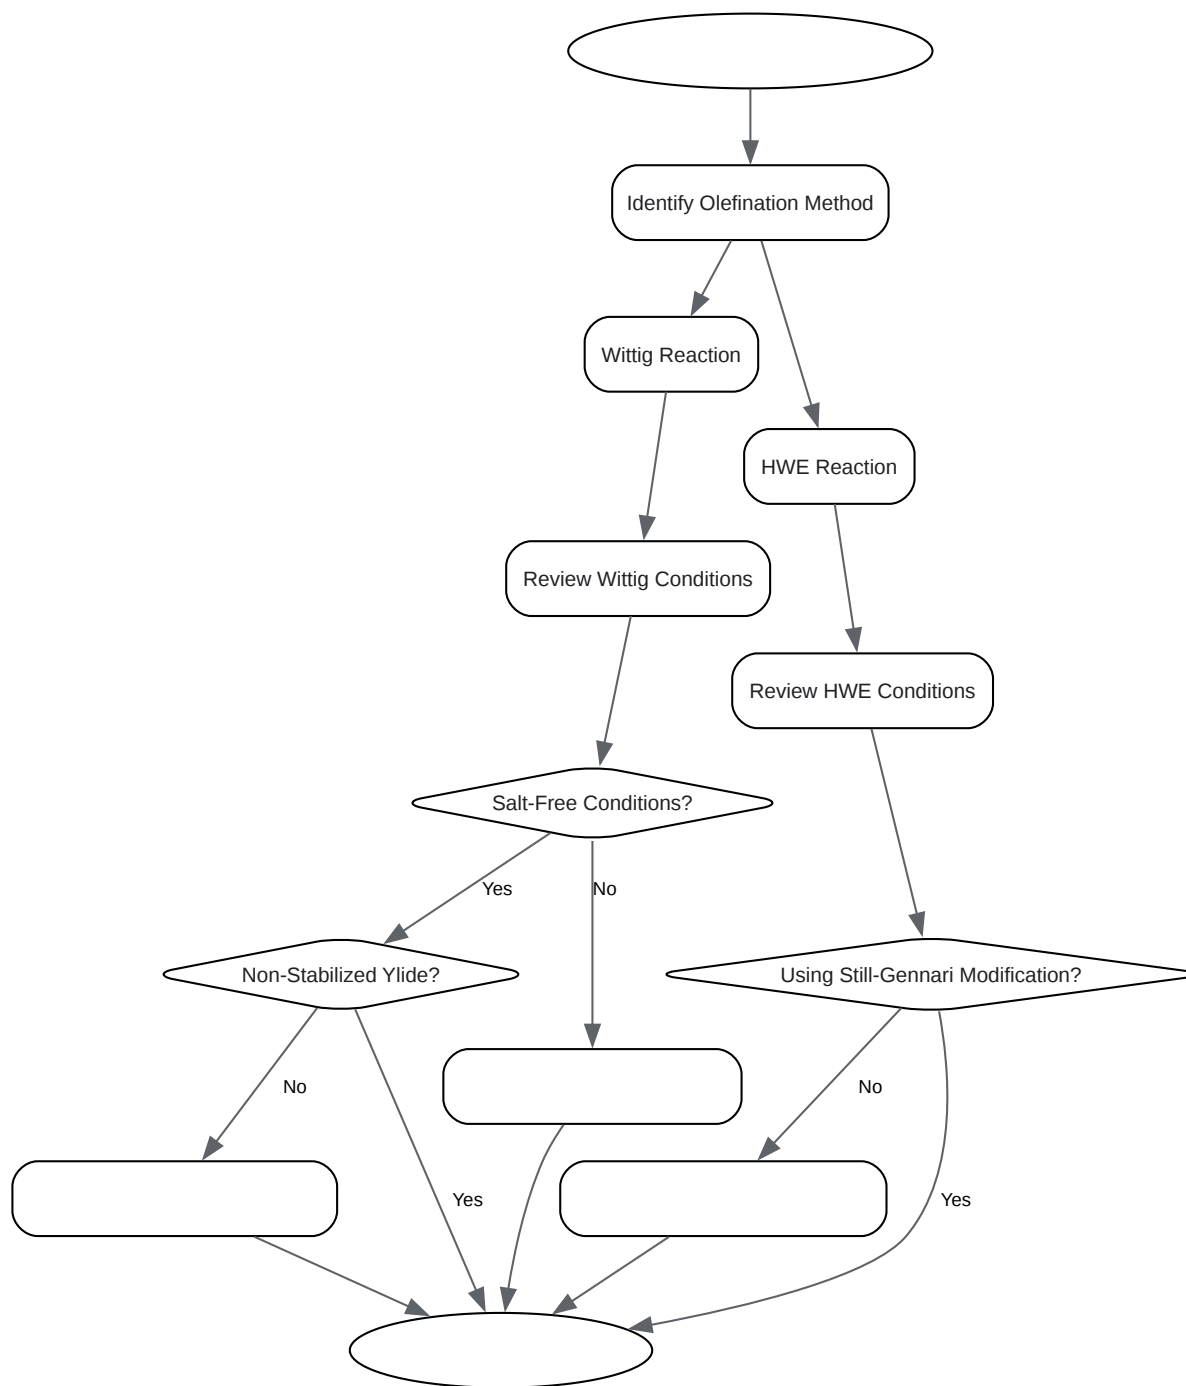 Identify Olefination Method
Wittig Reaction
HWE Reaction
Review Wittig Conditions
Review HWE Conditions
Salt-Free Conditions?
Yes
No
Non-Stabilized Ylide?
Using Still-Gennari Modification?
No
No
Yes
Yes